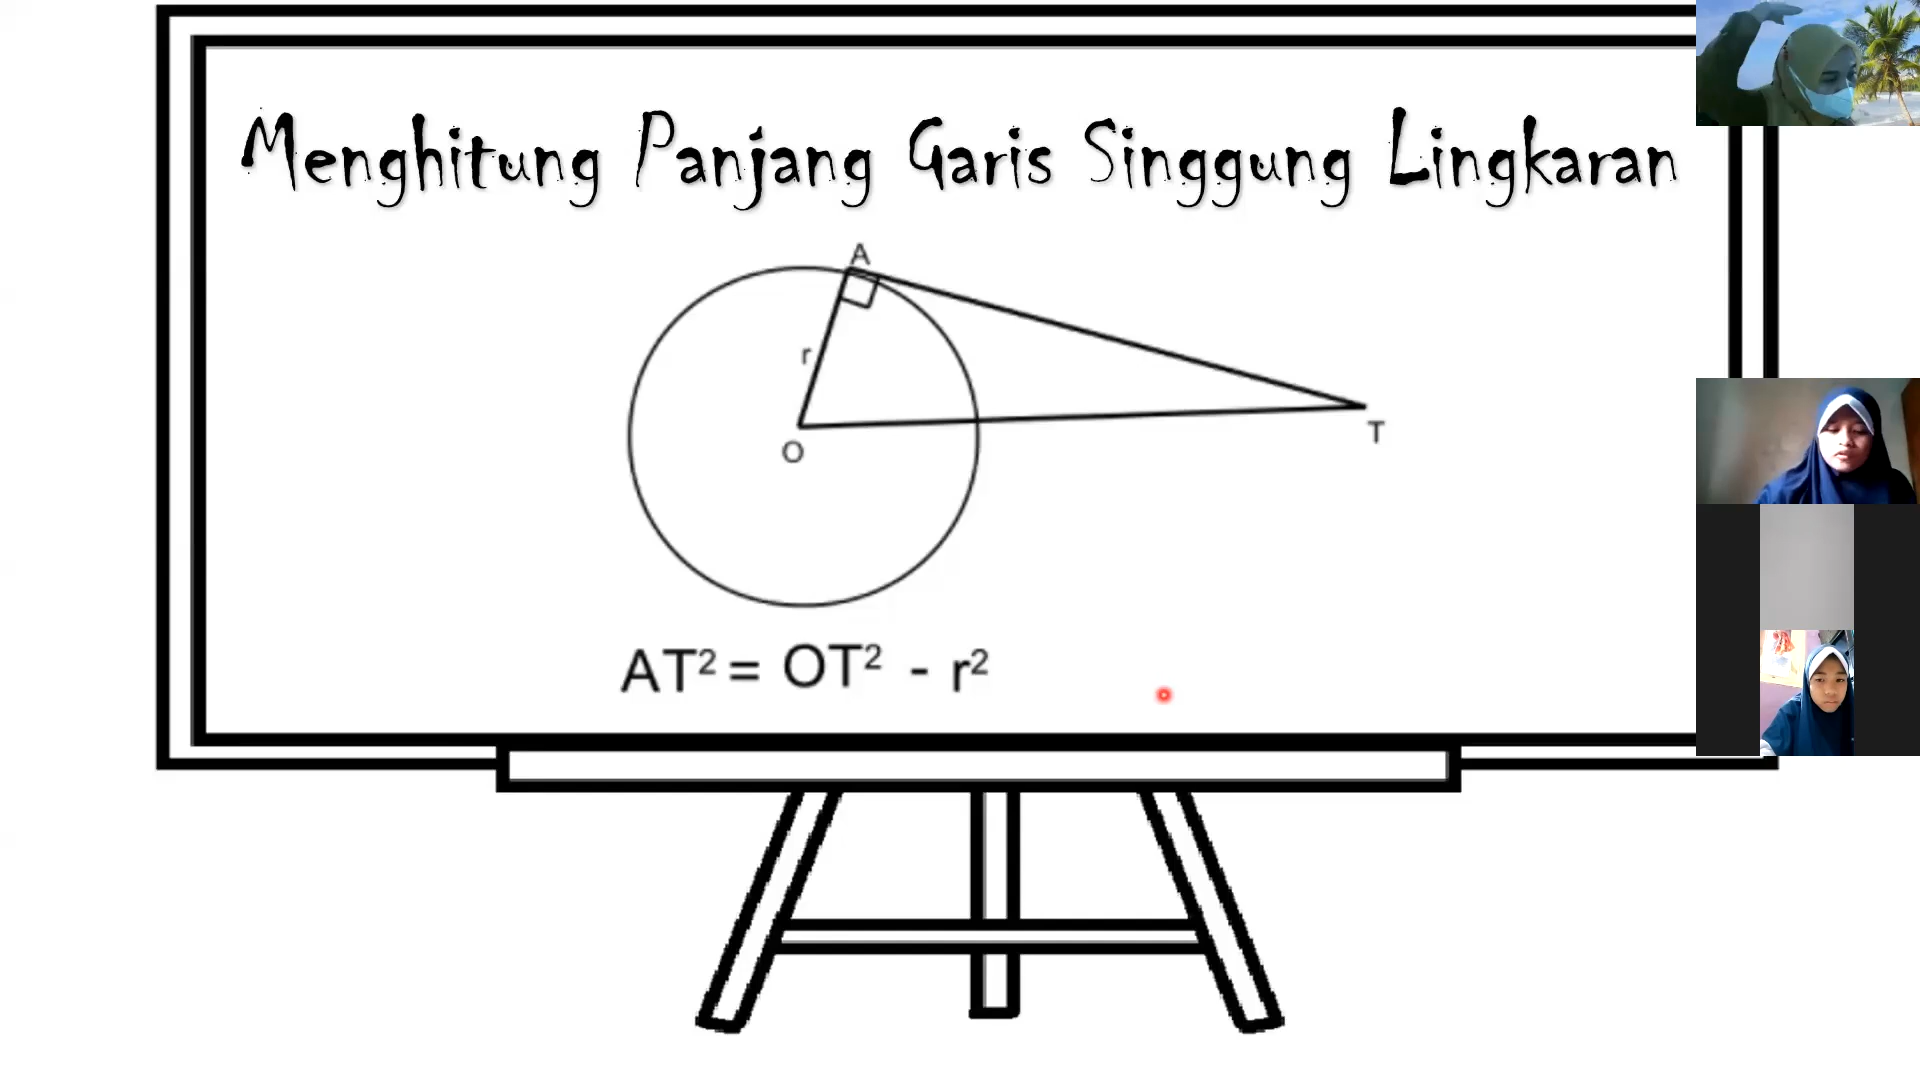 Menghitung Panjang Garis Singgung Lingkaran
A
r
O
T
AT² = OT² - r²